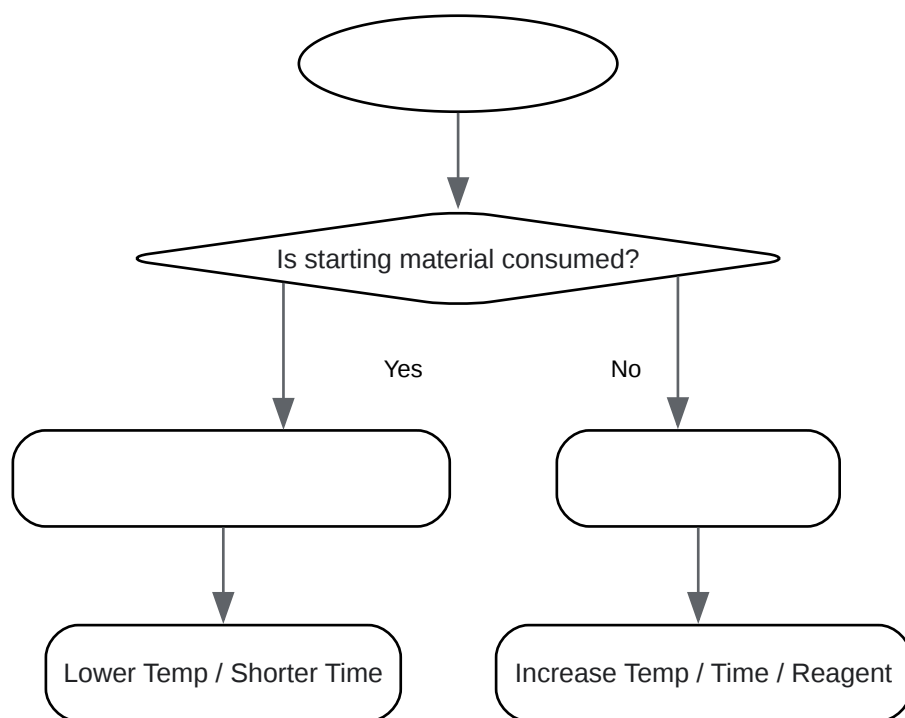 Is starting material consumed?
Yes
No
Lower Temp / Shorter Time
Increase Temp / Time / Reagent